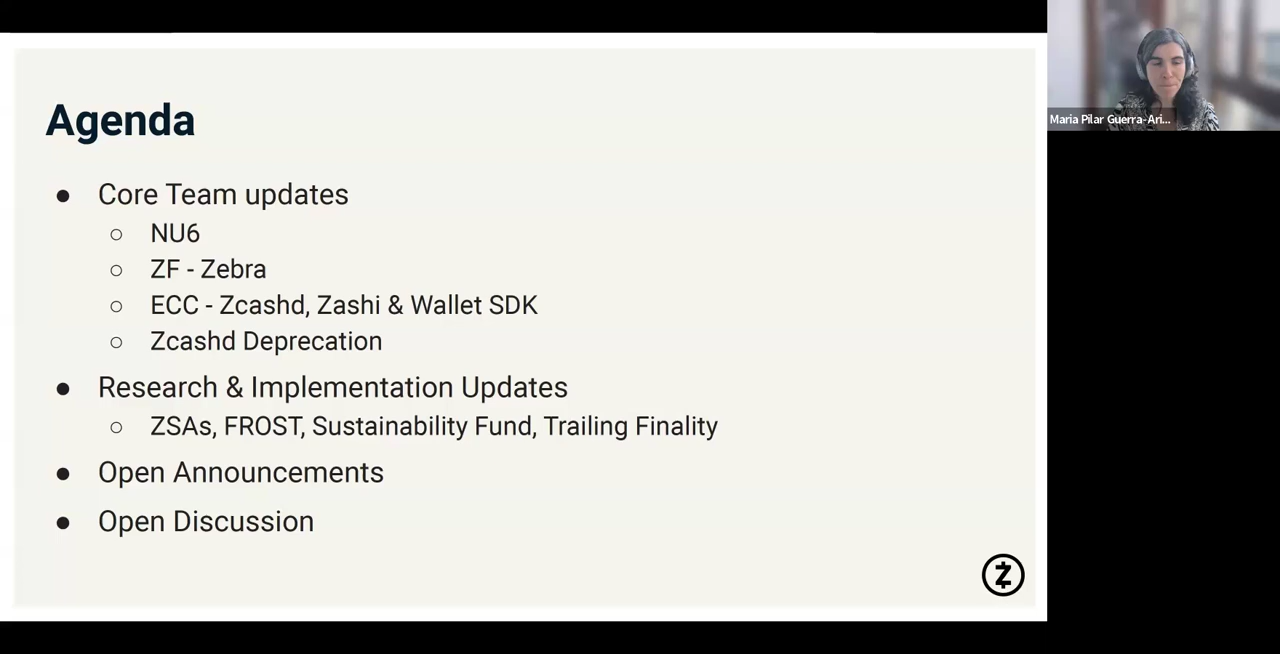 Agenda
● Core Team updates
○ NU6
○ ZF - Zebra
○ ECC - Zcashd, Zashi & Wallet SDK
○ Zcashd Deprecation
● Research & Implementation Updates
○ ZSAs, FROST, Sustainability Fund, Trailing Finality
● Open Announcements
● Open Discussion
Maria Pilar Guerra-Ari...